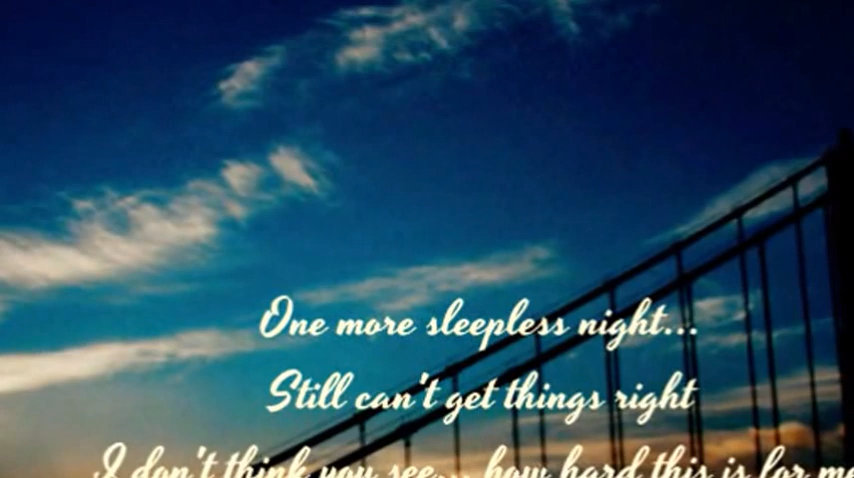 One more sleepless night...
Still can't get things right
I don't think you see... how hard this is for me